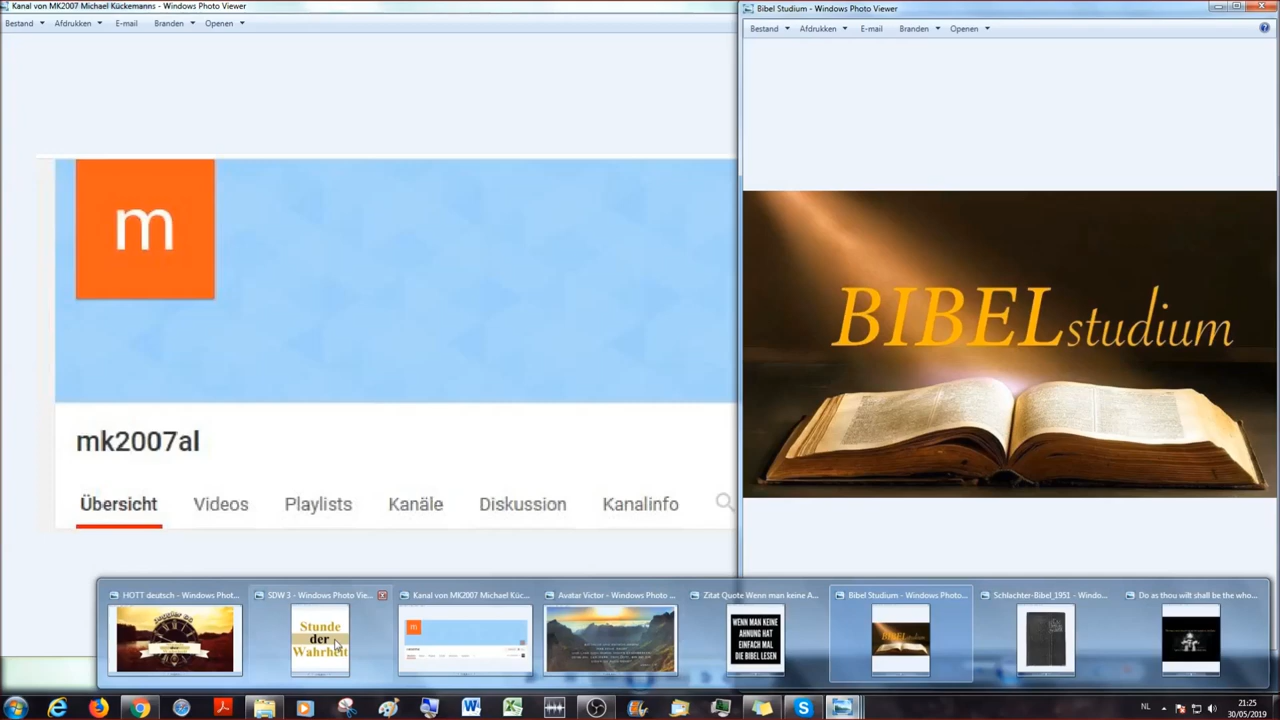 Kanal von MK2007 Michael Kückemanns - Windows Photo Viewer
Bestand Afdrukken E-mail Branden Openen
Bibel Studium - Windows Photo Viewer
Bestand Afdrukken E-mail Branden Openen
m
mk2007al
Übersicht Videos Playlists Kanäle Diskussion Kanalinfo
BIBELstudium
HOTT deutsch - Windows Phot...
SDW 3 - Windows Photo Vie...
Kanal von MK2007 Michael Kück...
Avatar Victor - Windows Photo ...
Zitat Quote Wenn man keine A...
Bibel Studium - Windows Photo...
Schlachter-Bibel_1951 - Windo...
Do as thou wilt shall be the who...
Stunde
der
Wahrheit
m
WENN MAN KEINE
AHNUNG HAT
EINFACH MAL
DIE BIBEL LESEN
NL
21:25
30/05/2019